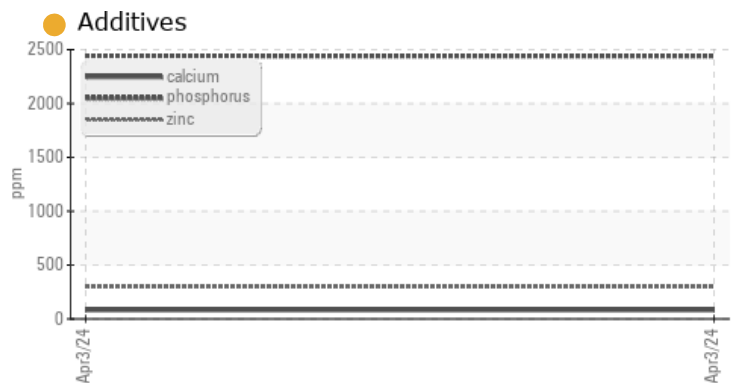 Additives
2500
2000
1500
1000
500
0
ppm
calcium
phosphorus
zinc
Apr3/24
Apr3/24